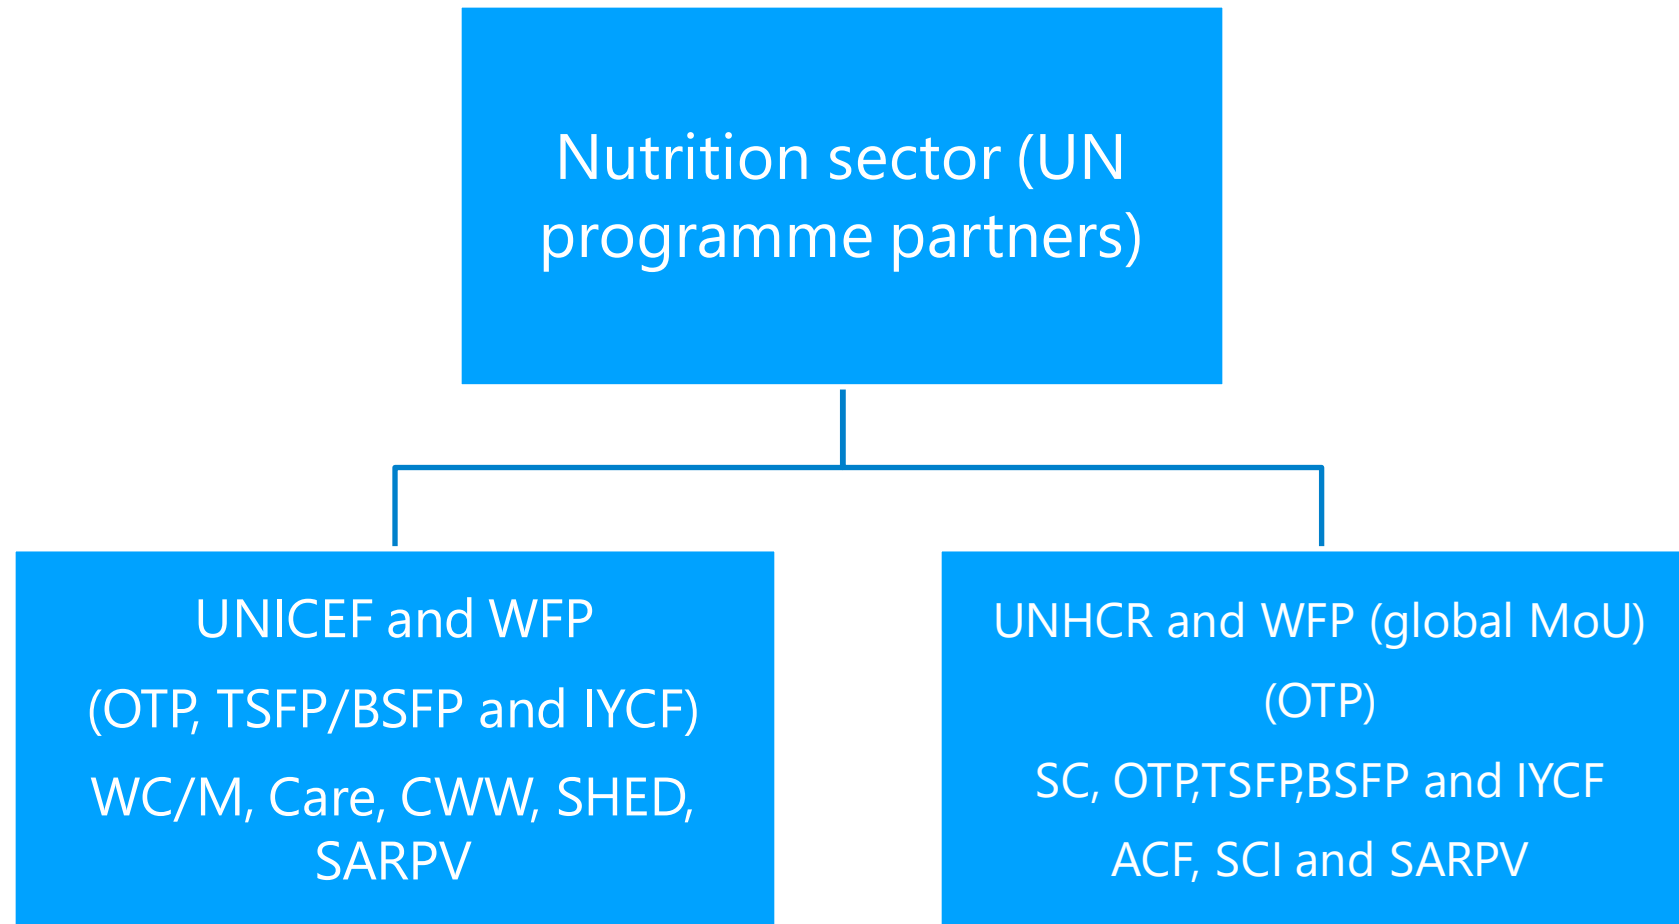 Nutrition sector (UN
programme partners)
UNICEF and WFP
(OTP, TSFP/BSFP and IYCF)
WC/M, Care, CWW, SHED,
SARPV
UNHCR and WFP (global MoU)
(OTP)
SC, OTP,TSFP,BSFP and IYCF
ACF, SCI and SARPV